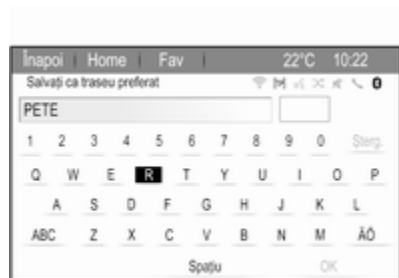 Înapoi Home Fav 22°C 10:22
Salvați ca traseu preferat
PETE
1 2 3 4 5 6 7 8 9 0 Șterg.
Q W E R T Y U I O P
A S D F G H J K L
ABC Z X C V B N M ÄÖ
Spațiu OK